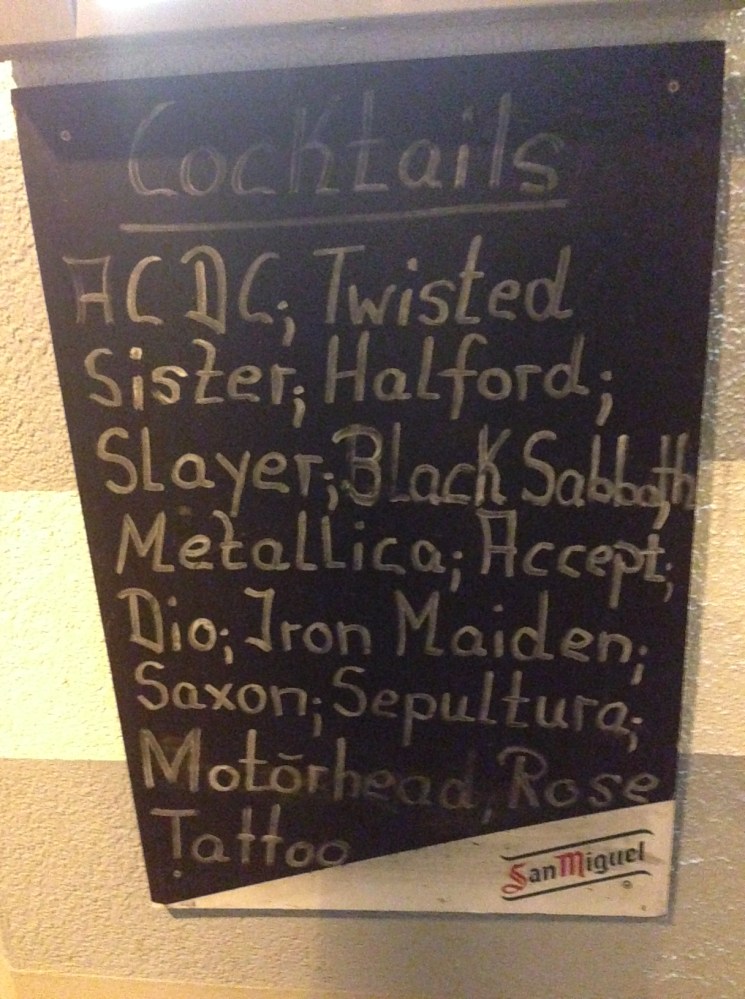 Cocktails
ACDC; Twisted
Sister; Halford;
Slayer; Black Sabbath,
Metallica; Accept;
Dio; Iron Maiden;
Saxon; Sepultura;
Motörhead, Rose
Tattoo
San Miguel